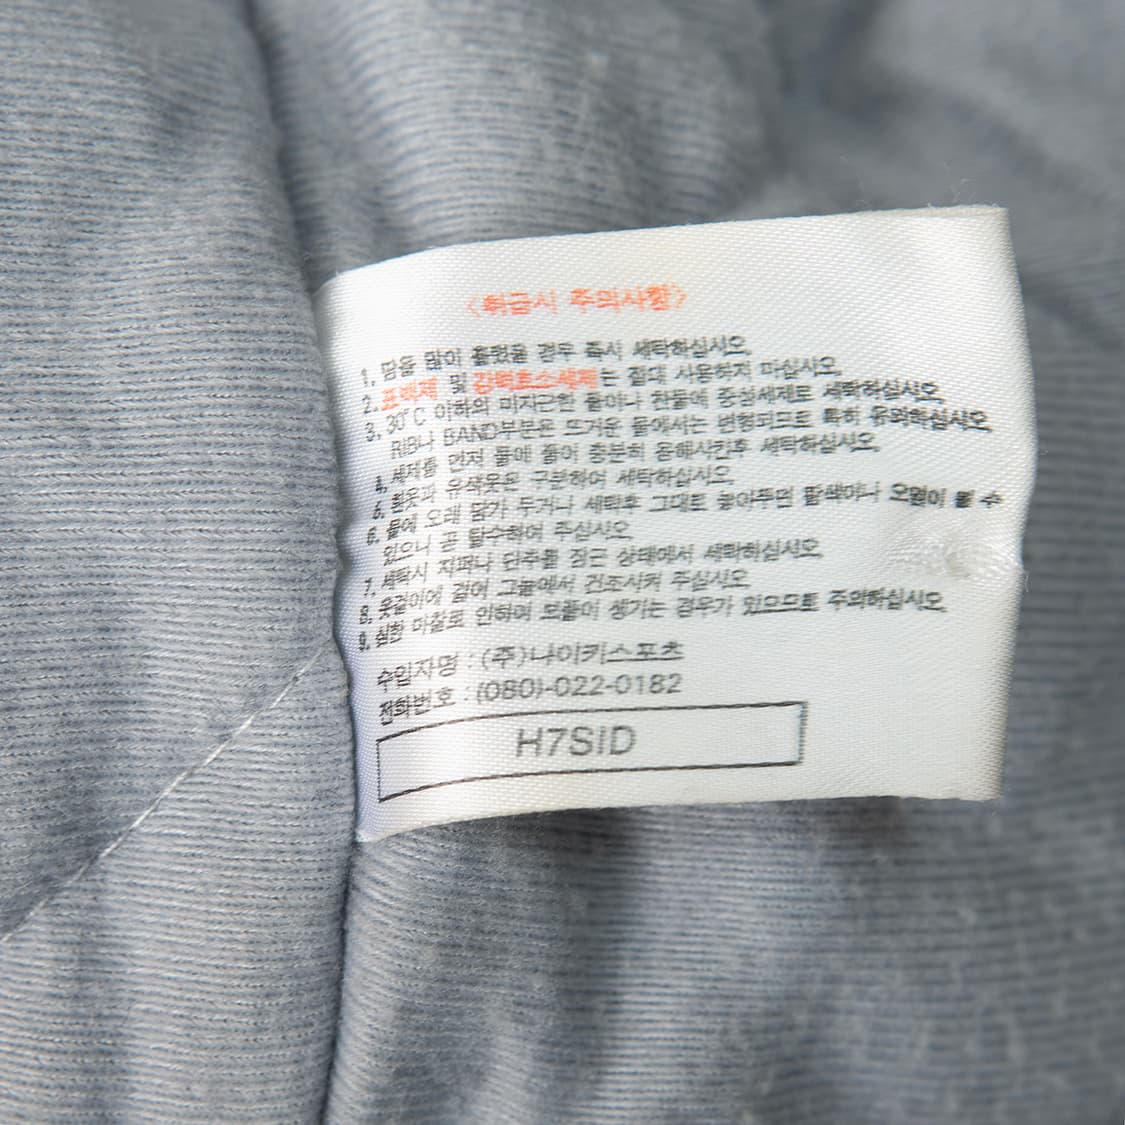 <취급시 주의사항>
1. 땀을 많이 흘렸을 경우 즉시 세탁하십시오.
2. 표백제 및 강력효소세제는 절대 사용하지 마십시오.
3. 30°C 이하의 미지근한 물이나 찬물에 중성세제로 세탁하십시오.
RIB나 BAND부분은 뜨거운 물에서는 변형되므로 특히 유의하십시오.
4. 세제를 먼저 물에 풀어 충분히 용해시킨후 세탁하십시오.
5. 흰옷과 유색옷은 구분하여 세탁하십시오.
6. 물에 오래 담가 두거나 세탁후 그대로 놓아두면 탈색이나 오염이 될 수
있으니 곧 탈수하여 주십시오.
7. 세탁시 지퍼나 단추를 잠근 상태에서 세탁하십시오.
8. 옷걸이에 걸어 그늘에서 건조시켜 주십시오
9. 심한 마찰로 인하여 보풀이 생기는 경우가 있으므로 주의하십시오.
수입자명 : (주)나이키스포츠
전화번호 : (080)-022-0182
H7SID